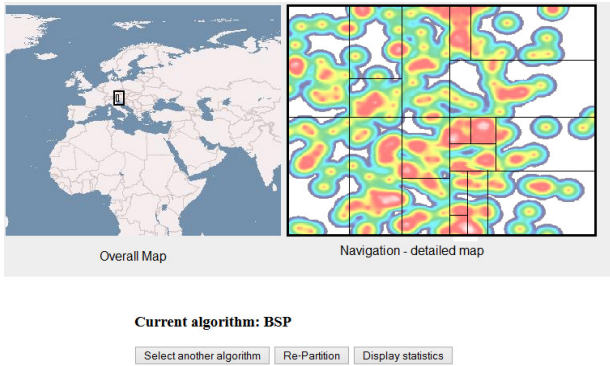 Overall Map
Navigation - detailed map
Current algorithm: BSP
Select another algorithm
Re-Partition
Display statistics